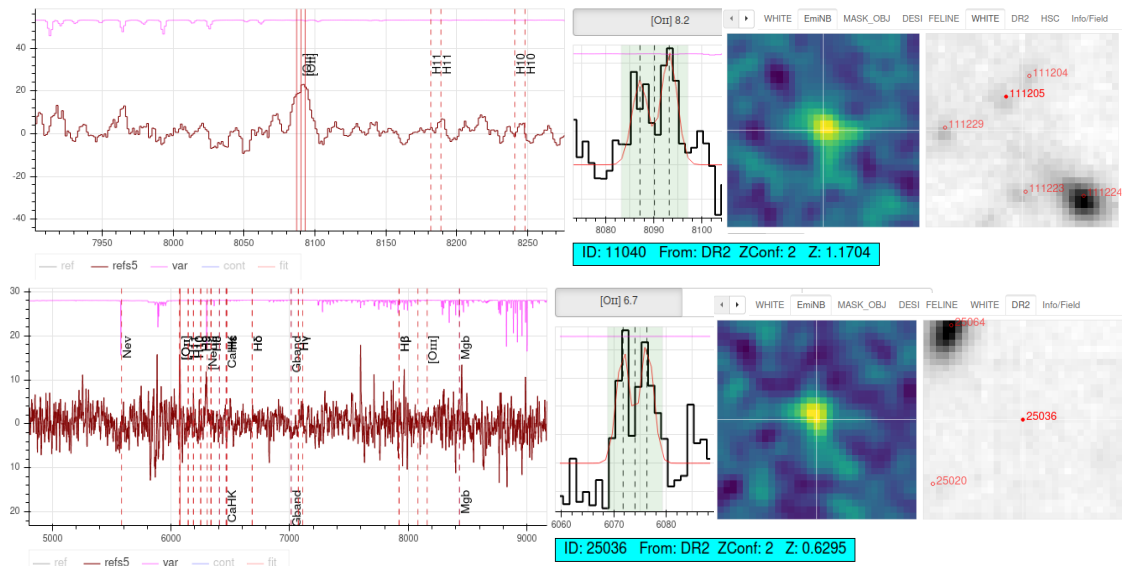 [OII] 8.2
WHITE EmiNB MASK_OBJ DESI FELINE WHITE DR2 HSC Info/Field
40
20
0
-20
-40
[OII]
[OII]
H11
H11
H10
H10
111204
111205
111229
111223
111224
7950 8000 8050 8100 8150 8200 8250
8080 8090 8100
ref refs5 var cont fit
ID: 11040 From: DR2 ZConf: 2 Z: 1.1704
[OII] 6.7
WHITE EmiNB MASK_OBJ DESI FELINE WHITE DR2 Info/Field
30
20
10
0
10
20
Nev
[OII]
H11
H10
Hδ
Gband
Hγ
Hβ
[OIII]
Mgb
CaHK
Gband
Mgb
25064
25036
25020
5000 6000 7000 8000 9000
6060 6070 6080
ref refs5 var cont fit
ID: 25036 From: DR2 ZConf: 2 Z: 0.6295